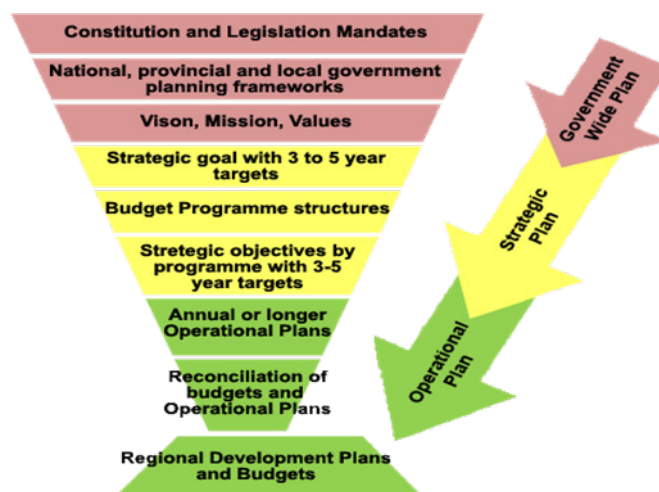 Constitution and Legislation Mandates
National, provincial and local government
planning frameworks
Vison, Mission, Values
Strategic goal with 3 to 5 year
targets
Budget Programme structures
Stretegic objectives by
programme with 3-5
year targets
Annual or longer
Operational Plans
Reconciliation of
budgets and
Operational Plans
Regional Development Plans
and Budgets
Government
Wide Plan
Strategic
Plan
Operational
Plan